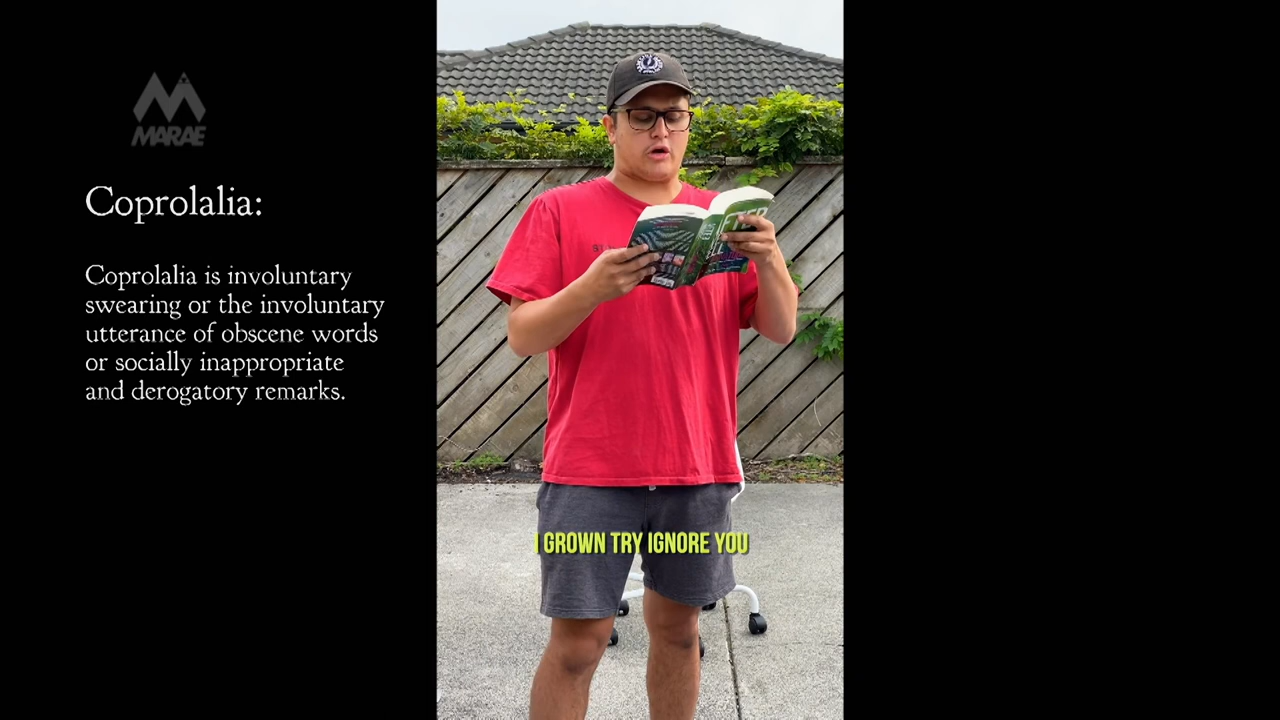 MARAE
Coprolalia:
Coprolalia is involuntary
swearing or the involuntary
utterance of obscene words
or socially inappropriate
and derogatory remarks.
I GROWN TRY IGNORE YOU